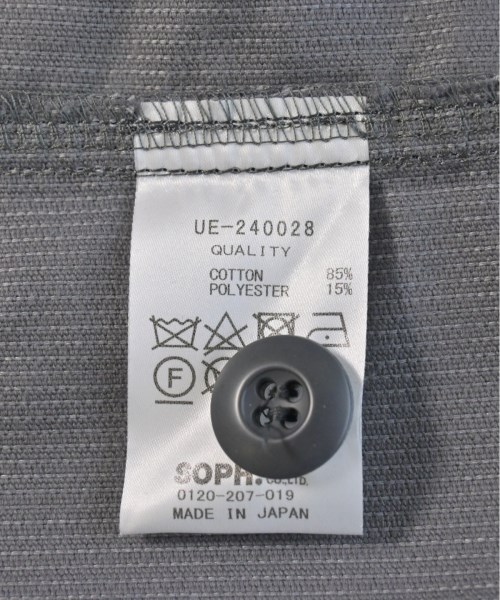 UE-240028
QUALITY
COTTON 85%
POLYESTER 15%
F
SOPH.
CO.,LTD.
0120-207-019
MADE IN JAPAN